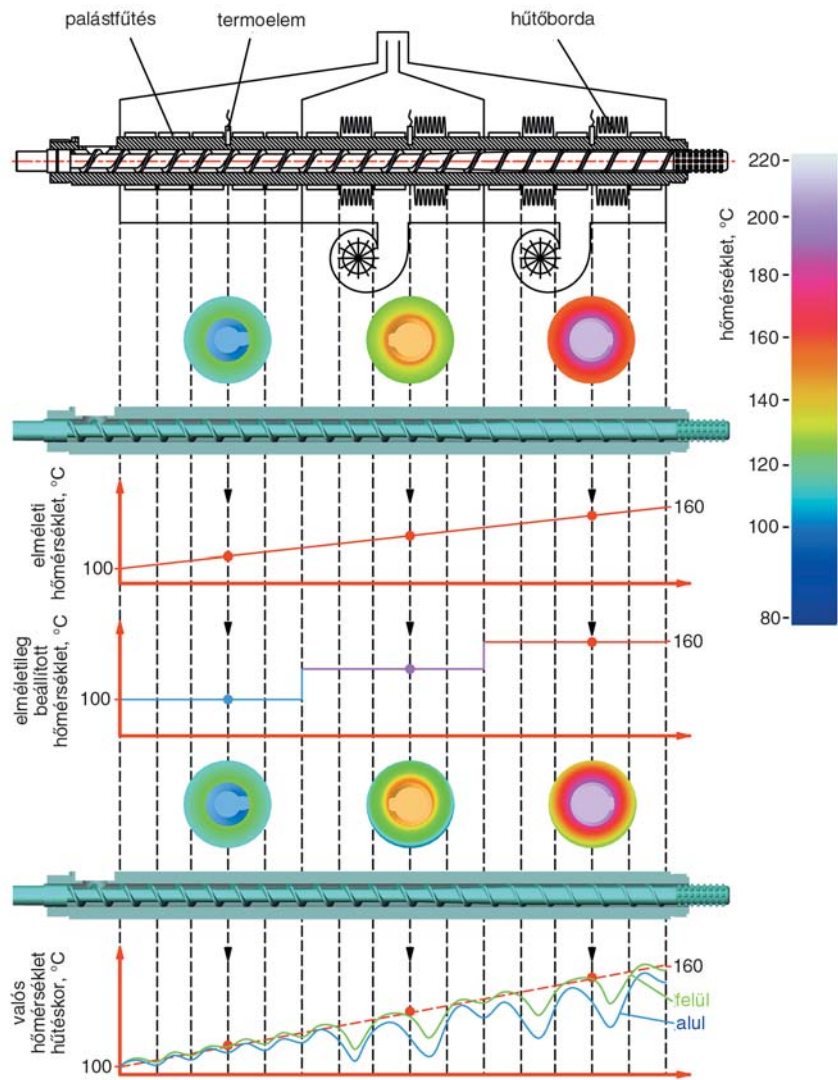 palástfűtés
termoelem
hűtőborda
hőmérséklet, °C
220
200
180
160
140
120
100
80
elméleti
hőmérséklet, °C
100
160
elméletileg
beállított
hőmérséklet, °C
100
160
valós
hőmérséklet
hűtéskor, °C
100
160
felül
alul